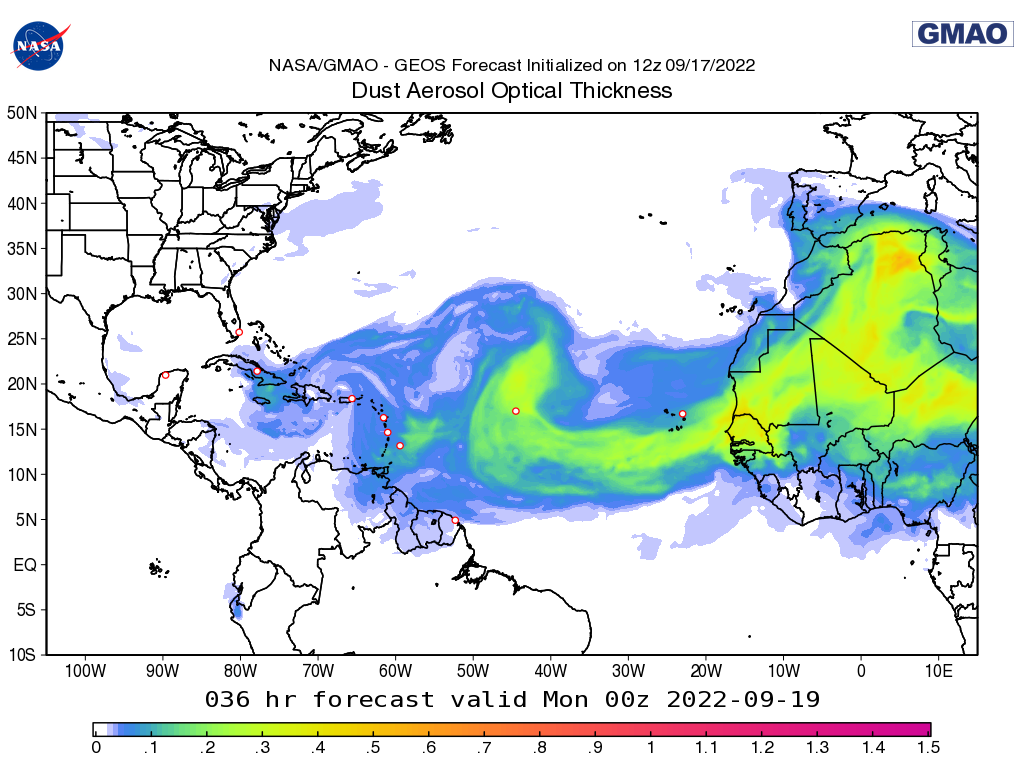 NASA
GMAO
NASA/GMAO - GEOS Forecast Initialized on 12z 09/17/2022
Dust Aerosol Optical Thickness
50N
45N
40N
35N
30N
25N
20N
15N
10N
5N
EQ
5S
10S
100W 90W 80W 70W 60W 50W 40W 30W 20W 10W 0 10E
036 hr forecast valid Mon 00z 2022-09-19
0 .1 .2 .3 .4 .5 .6 .7 .8 .9 1 1.1 1.2 1.3 1.4 1.5